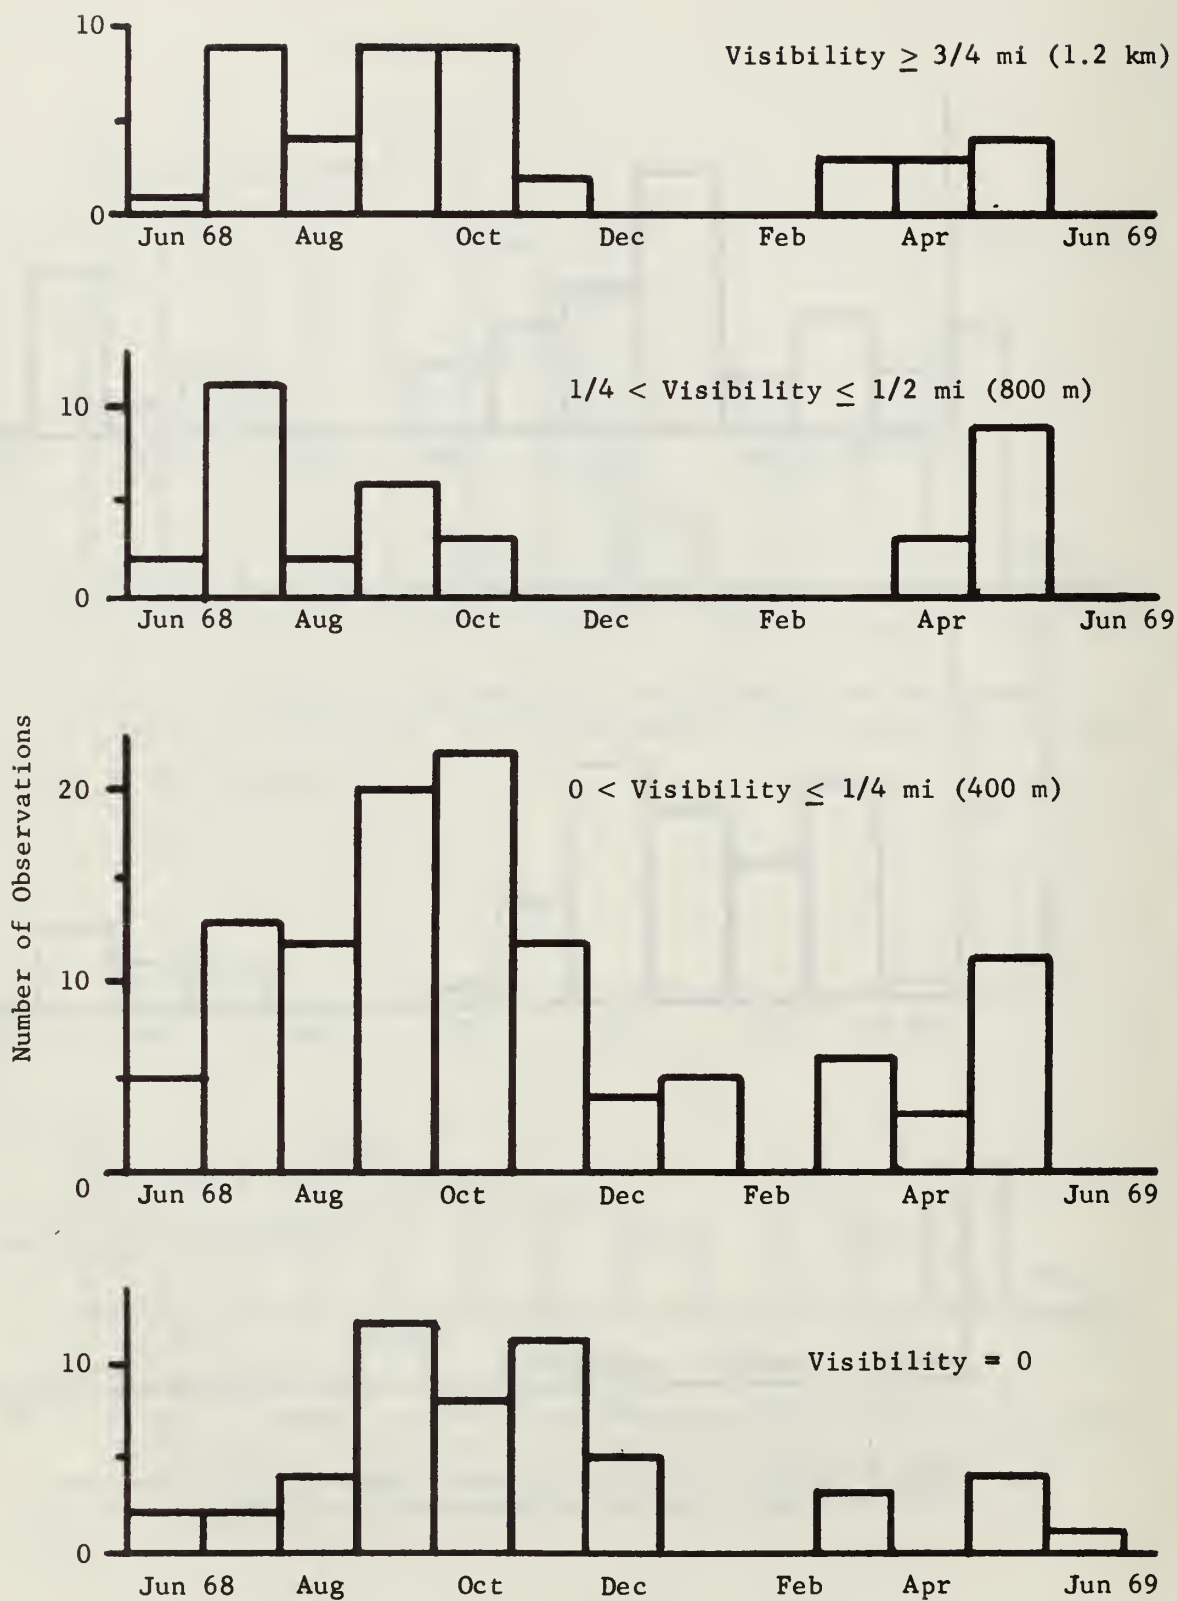 10
Visibility ≥ 3/4 mi (1.2 km)
0
Jun 68 Aug Oct Dec Feb Apr Jun 69
1/4 < Visibility ≤ 1/2 mi (800 m)
10
0
Jun 68 Aug Oct Dec Feb Apr Jun 69
Number of Observations
20
0 < Visibility ≤ 1/4 mi (400 m)
10
0
Jun 68 Aug Oct Dec Feb Apr Jun 69
10
Visibility = 0
0
Jun 68 Aug Oct Dec Feb Apr Jun 69